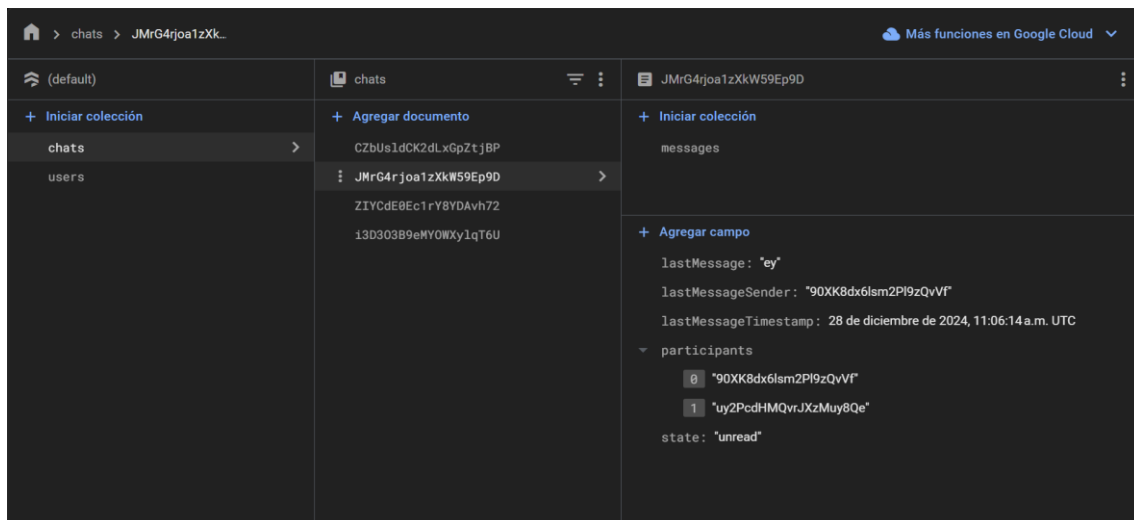 chats > JMrG4rjoa1zXk...
Más funciones en Google Cloud
(default)
+ Iniciar colección
chats >
users
chats
+ Agregar documento
CZbUsldCK2dLxGpZtjBP
JMrG4rjoa1zXkW59Ep9D >
ZIYCdE0Ec1rY8YDAvh72
i3D3O3B9eMYOWXylqT6U
JMrG4rjoa1zXkW59Ep9D
+ Iniciar colección
messages
+ Agregar campo
lastMessage: "ey"
lastMessageSender: "90XK8dx6lsm2Pl9zQvVf"
lastMessageTimestamp: 28 de diciembre de 2024, 11:06:14 a.m. UTC
participants
0 "90XK8dx6lsm2Pl9zQvVf"
1 "uy2PcdHMQvrJXzMuy8Qe"
state: "unread"